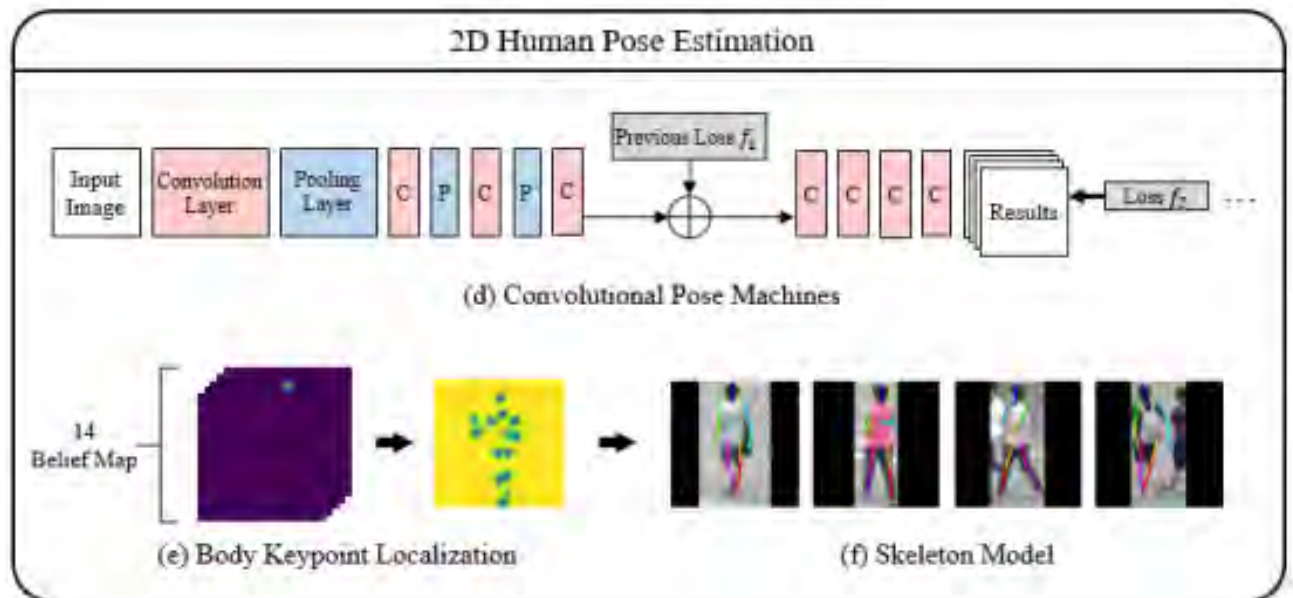 2D Human Pose Estimation
Previous Loss f₁
Input
Image
Convolution
Layer
Pooling
Layer
C
P
C
P
C
C
C
C
C
Results
Loss f₂
...
(d) Convolutional Pose Machines
14
Belief Map
(e) Body Keypoint Localization
(f) Skeleton Model